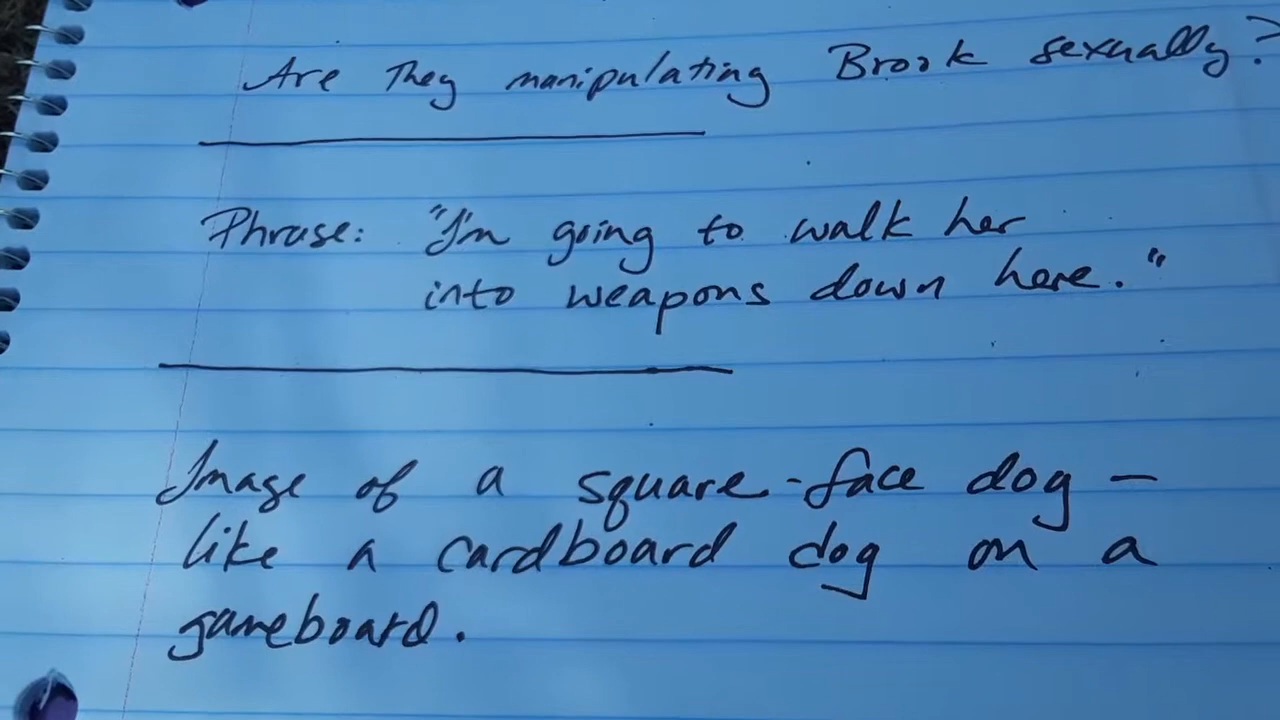 Are They manipulating Brook sexually?
Phrase: "I'm going to walk her
into weapons down here."
Image of a square-face dog —
like a cardboard dog on a
gameboard.